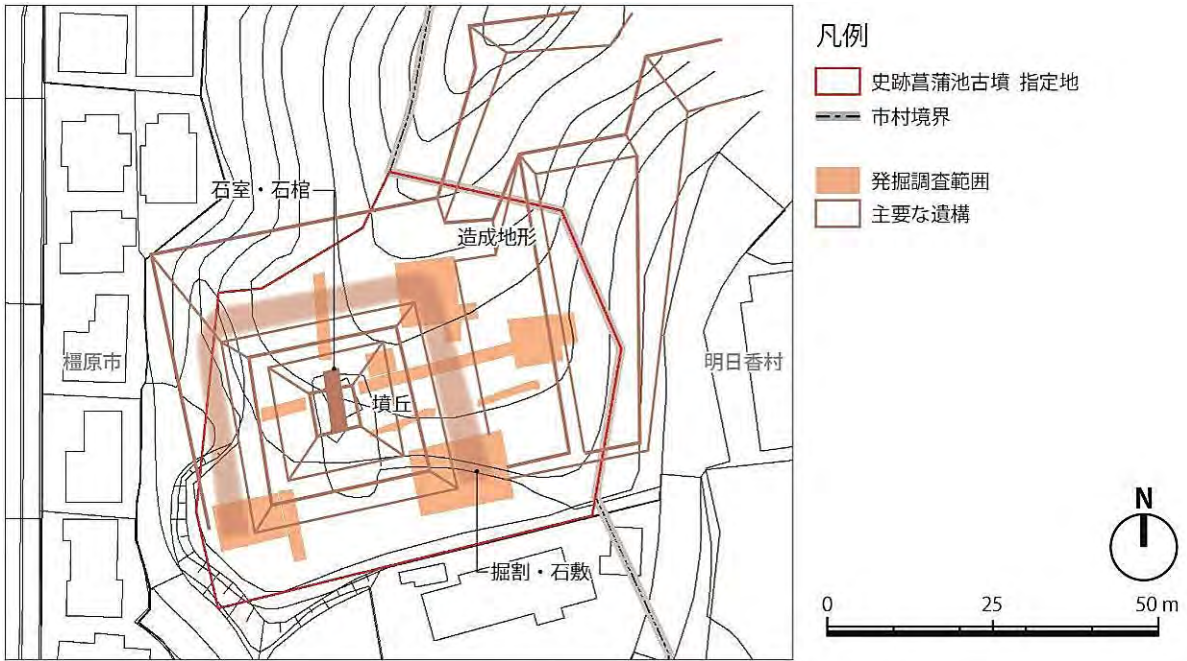 石室・石棺
造成地形
橿原市
明日香村
墳丘
掘割・石敷
凡例
史跡菖蒲池古墳 指定地
市村境界
発掘調査範囲
主要な遺構
N
0 25 50 m